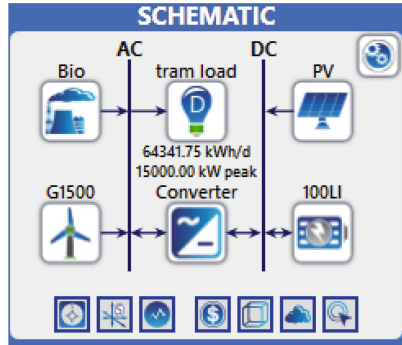 SCHEMATIC
AC DC
Bio tram load PV
D
64341.75 kWh/d
15000.00 kW peak
G1500 Converter 100LI
$